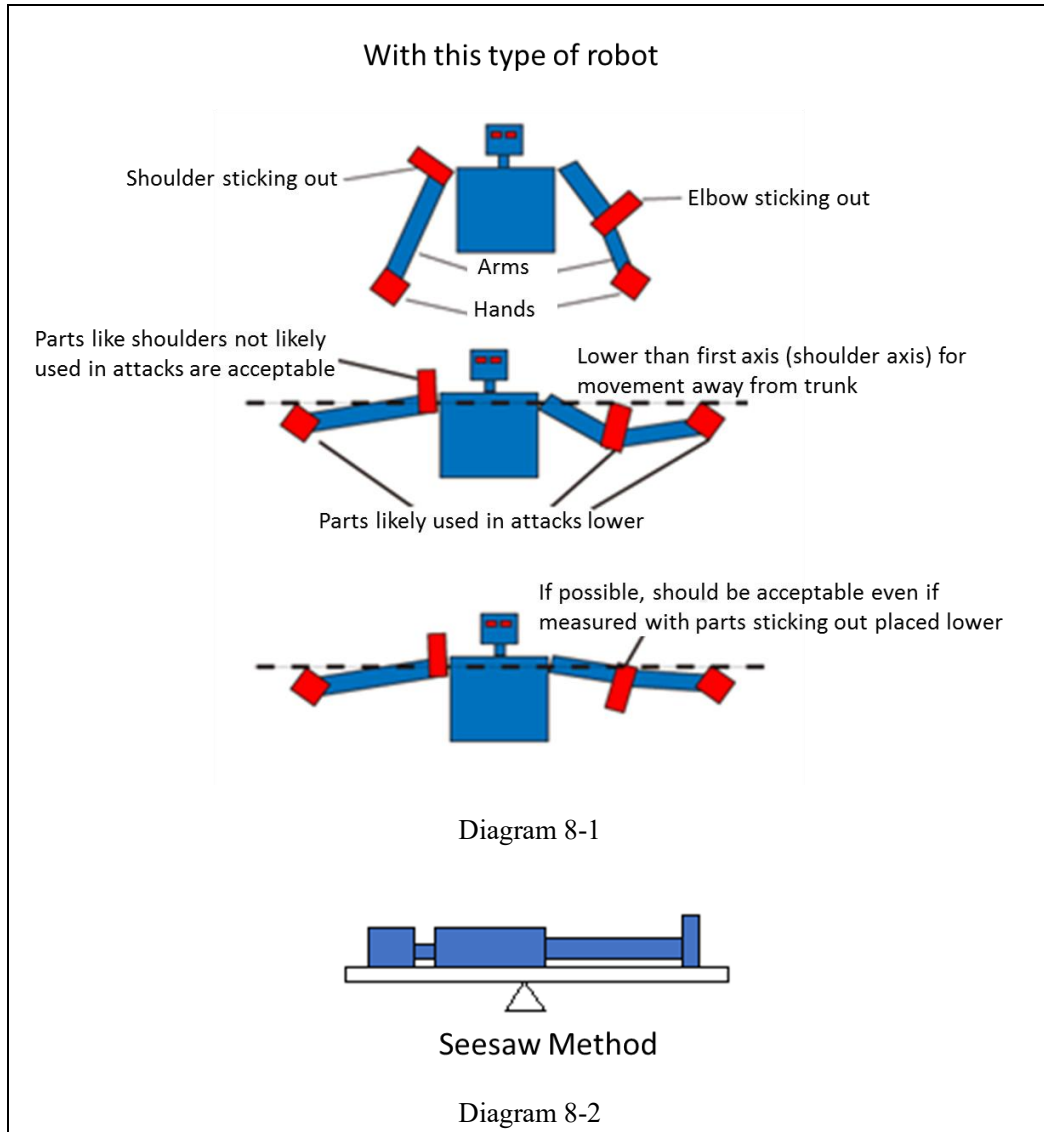 With this type of robot
Shoulder sticking out
Elbow sticking out
Arms
Hands
Parts like shoulders not likely
used in attacks are acceptable
Lower than first axis (shoulder axis) for
movement away from trunk
Parts likely used in attacks lower
If possible, should be acceptable even if
measured with parts sticking out placed lower
Diagram 8-1
Seesaw Method
Diagram 8-2